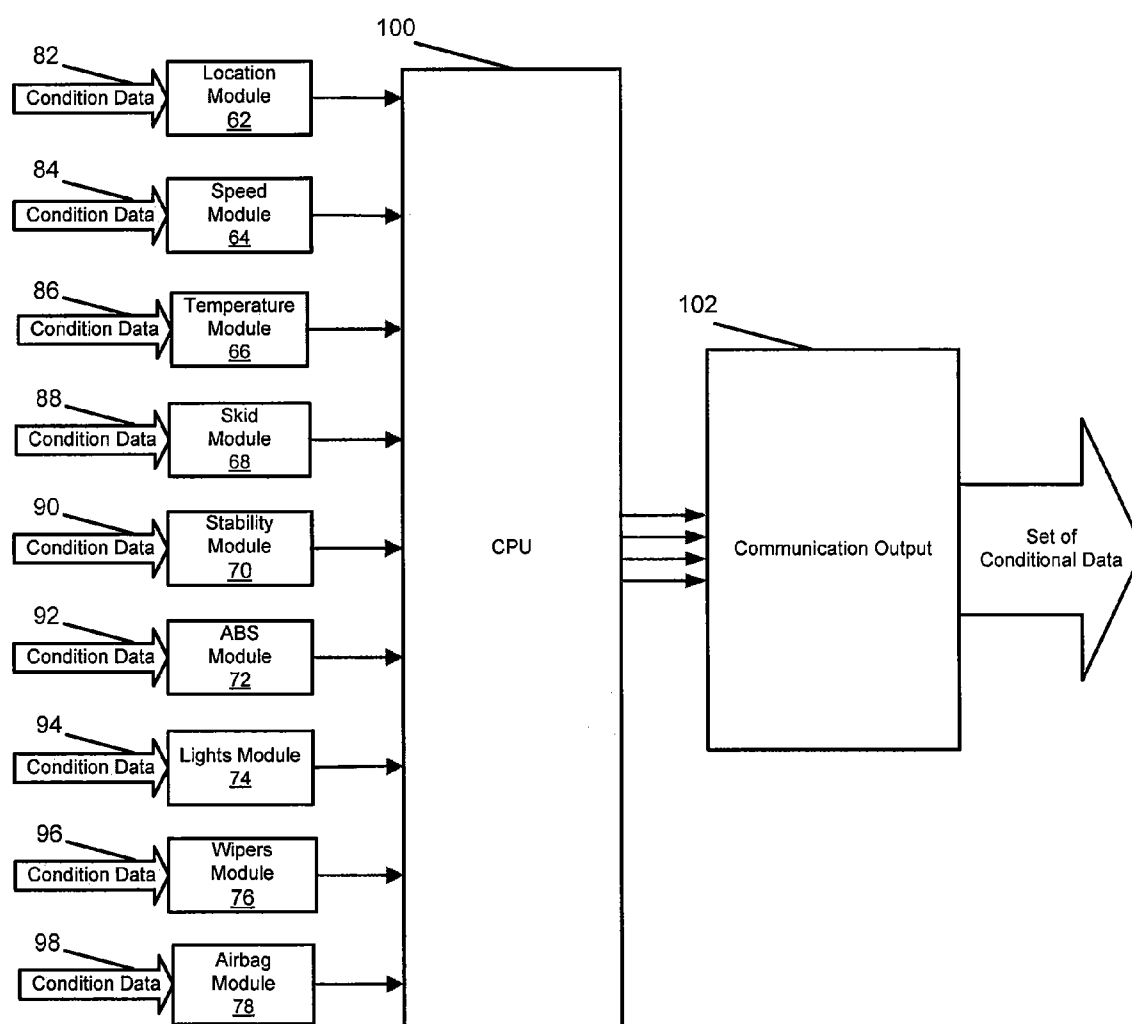 100
82
Condition Data
Location
Module
62
84
Condition Data
Speed
Module
64
86
Condition Data
Temperature
Module
66
88
Condition Data
Skid
Module
68
90
Condition Data
Stability
Module
70
92
Condition Data
ABS
Module
72
94
Condition Data
Lights Module
74
96
Condition Data
Wipers
Module
76
98
Condition Data
Airbag
Module
78
CPU
102
Communication Output
Set of
Conditional Data